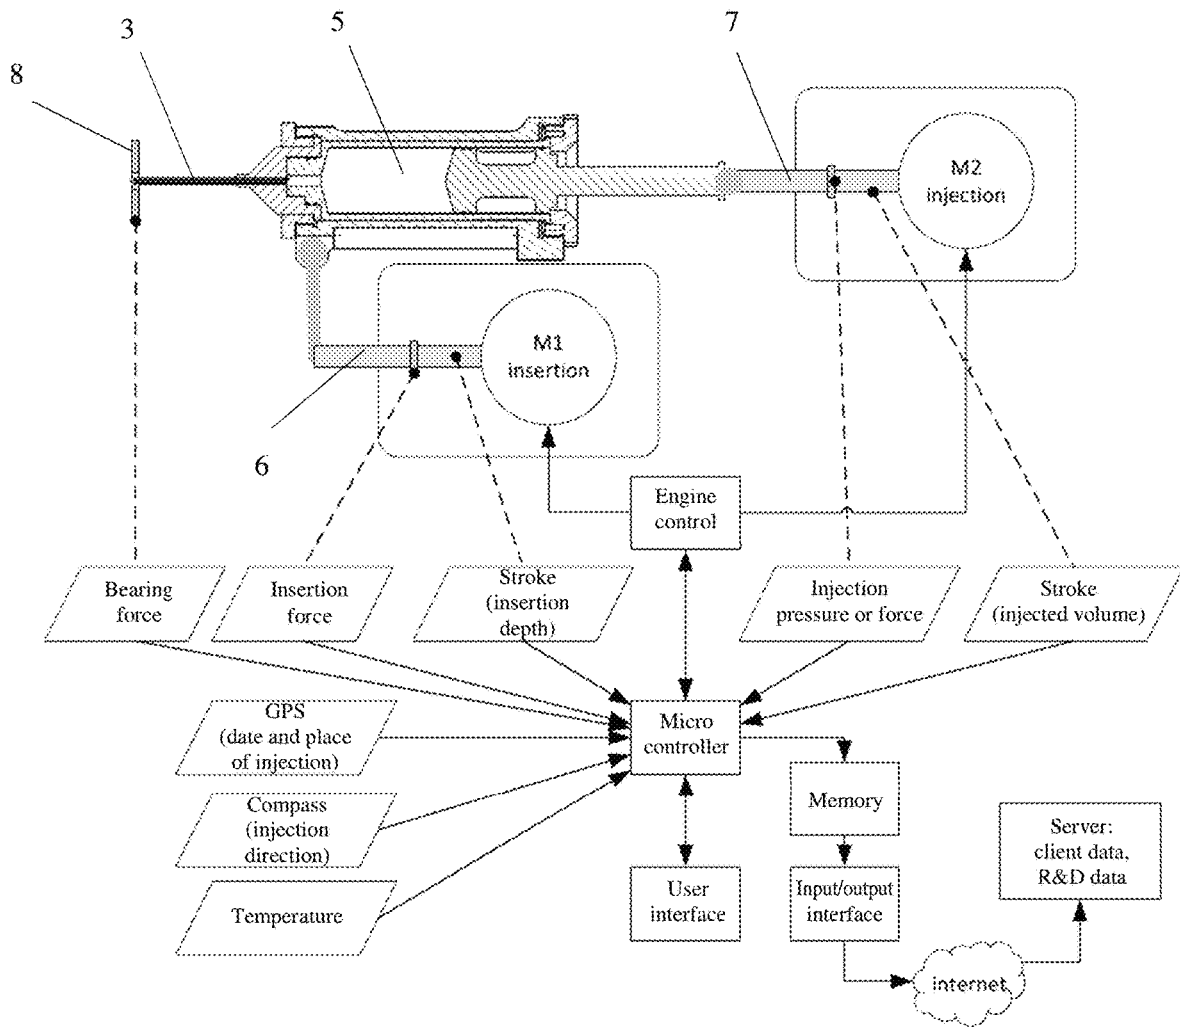 7
5
3
8
M2
injection
M1
insertion
6
Engine
control
Bearing
force
Insertion
force
Stroke
(insertion
depth)
Injection
pressure or force
Stroke
(injected volume)
GPS
(date and place
of injection)
Micro
controller
Memory
Compass
(injection
direction)
Server:
client data,
R&D data
Temperature
User
interface
Input/output
interface
internet